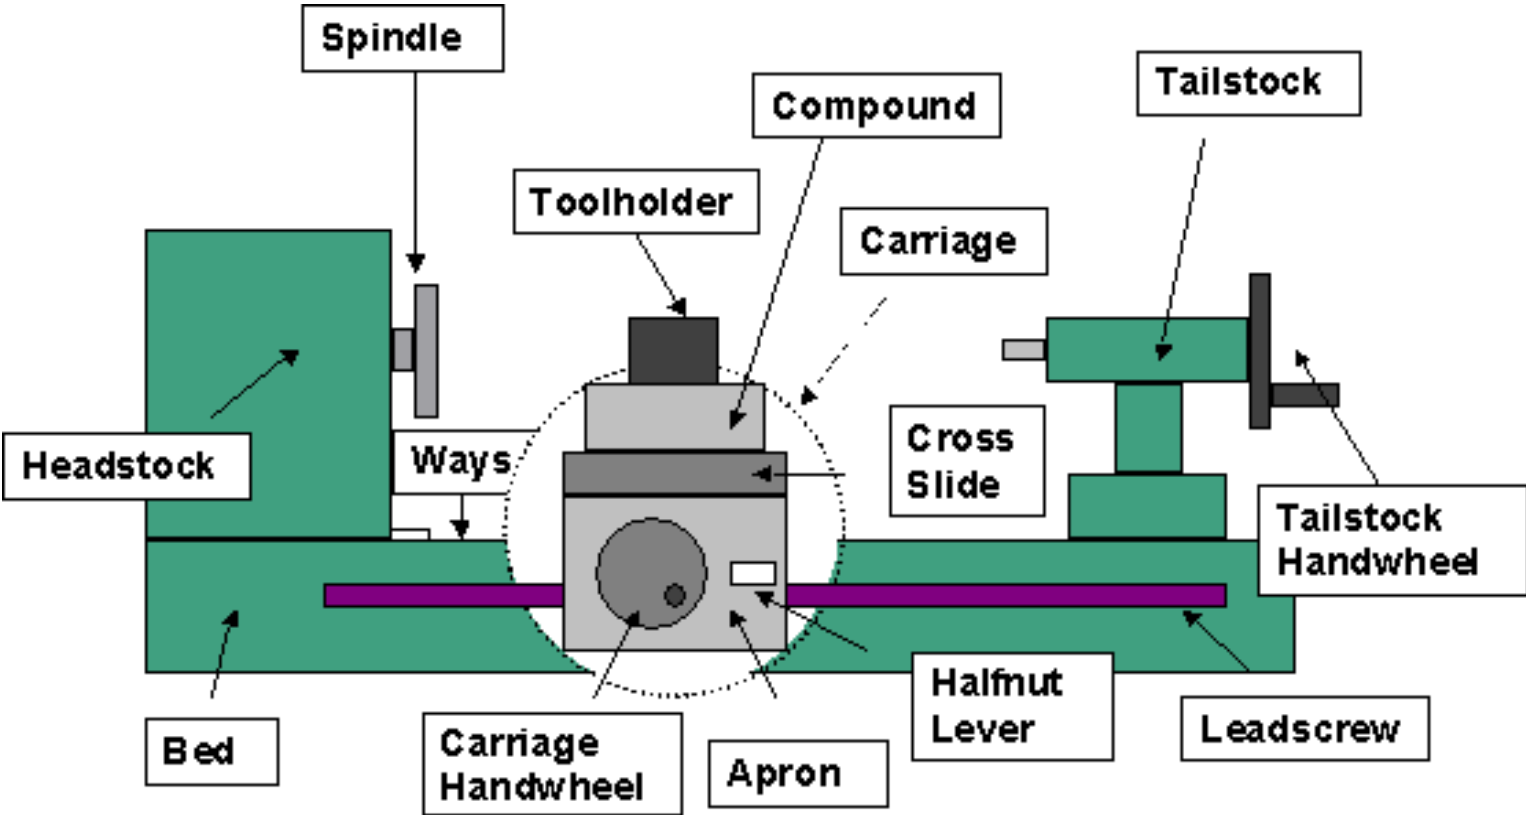 Spindle
Tailstock
Compound
Toolholder
Carriage
Headstock
Ways
Cross
Slide
Tailstock
Handwheel
Bed
Carriage
Handwheel
Apron
Halfnut
Lever
Leadscrew